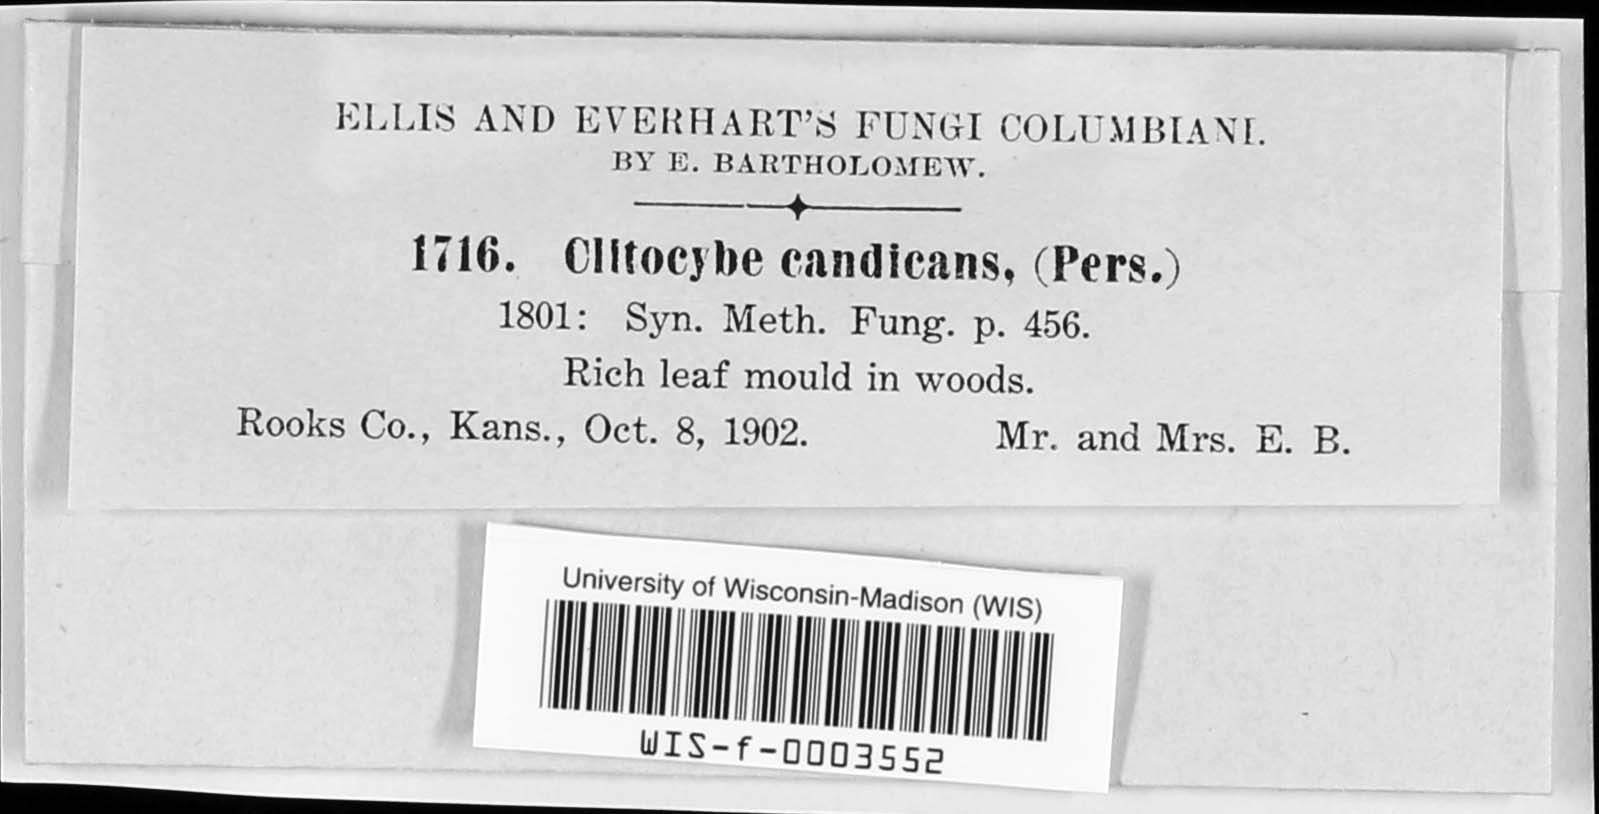 ELLIS AND EVERHART'S FUNGI COLUMBIANI.
BY E. BARTHOLOMEW.
1716. Clitocybe candicans, (Pers.)
1801: Syn. Meth. Fung. p. 456.
Rich leaf mould in woods.
Rooks Co., Kans., Oct. 8, 1902. Mr. and Mrs. E. B.
University of Wisconsin-Madison (WIS)
WIS-f-0003552